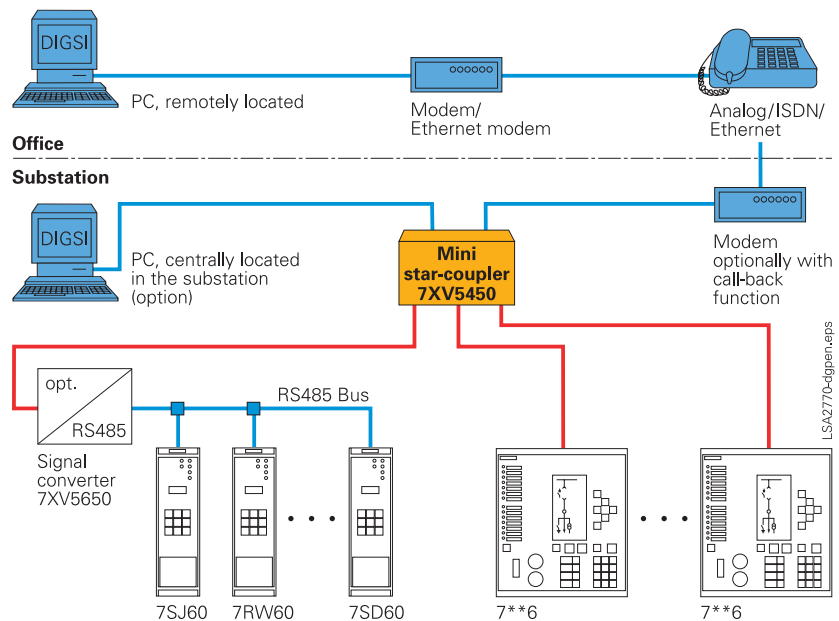 DIGSI
PC, remotely located
Modem/
Ethernet modem
Analog/ISDN/
Ethernet
Office
Substation
DIGSI
PC, centrally located
in the substation
(option)
Mini
star-coupler
7XV5450
Modem
optionally with
call-back
function
LSA2770-dgpen.eps
opt.
RS485
RS485 Bus
Signal
converter
7XV5650
7SJ60
7RW60
7SD60
7**6
7**6